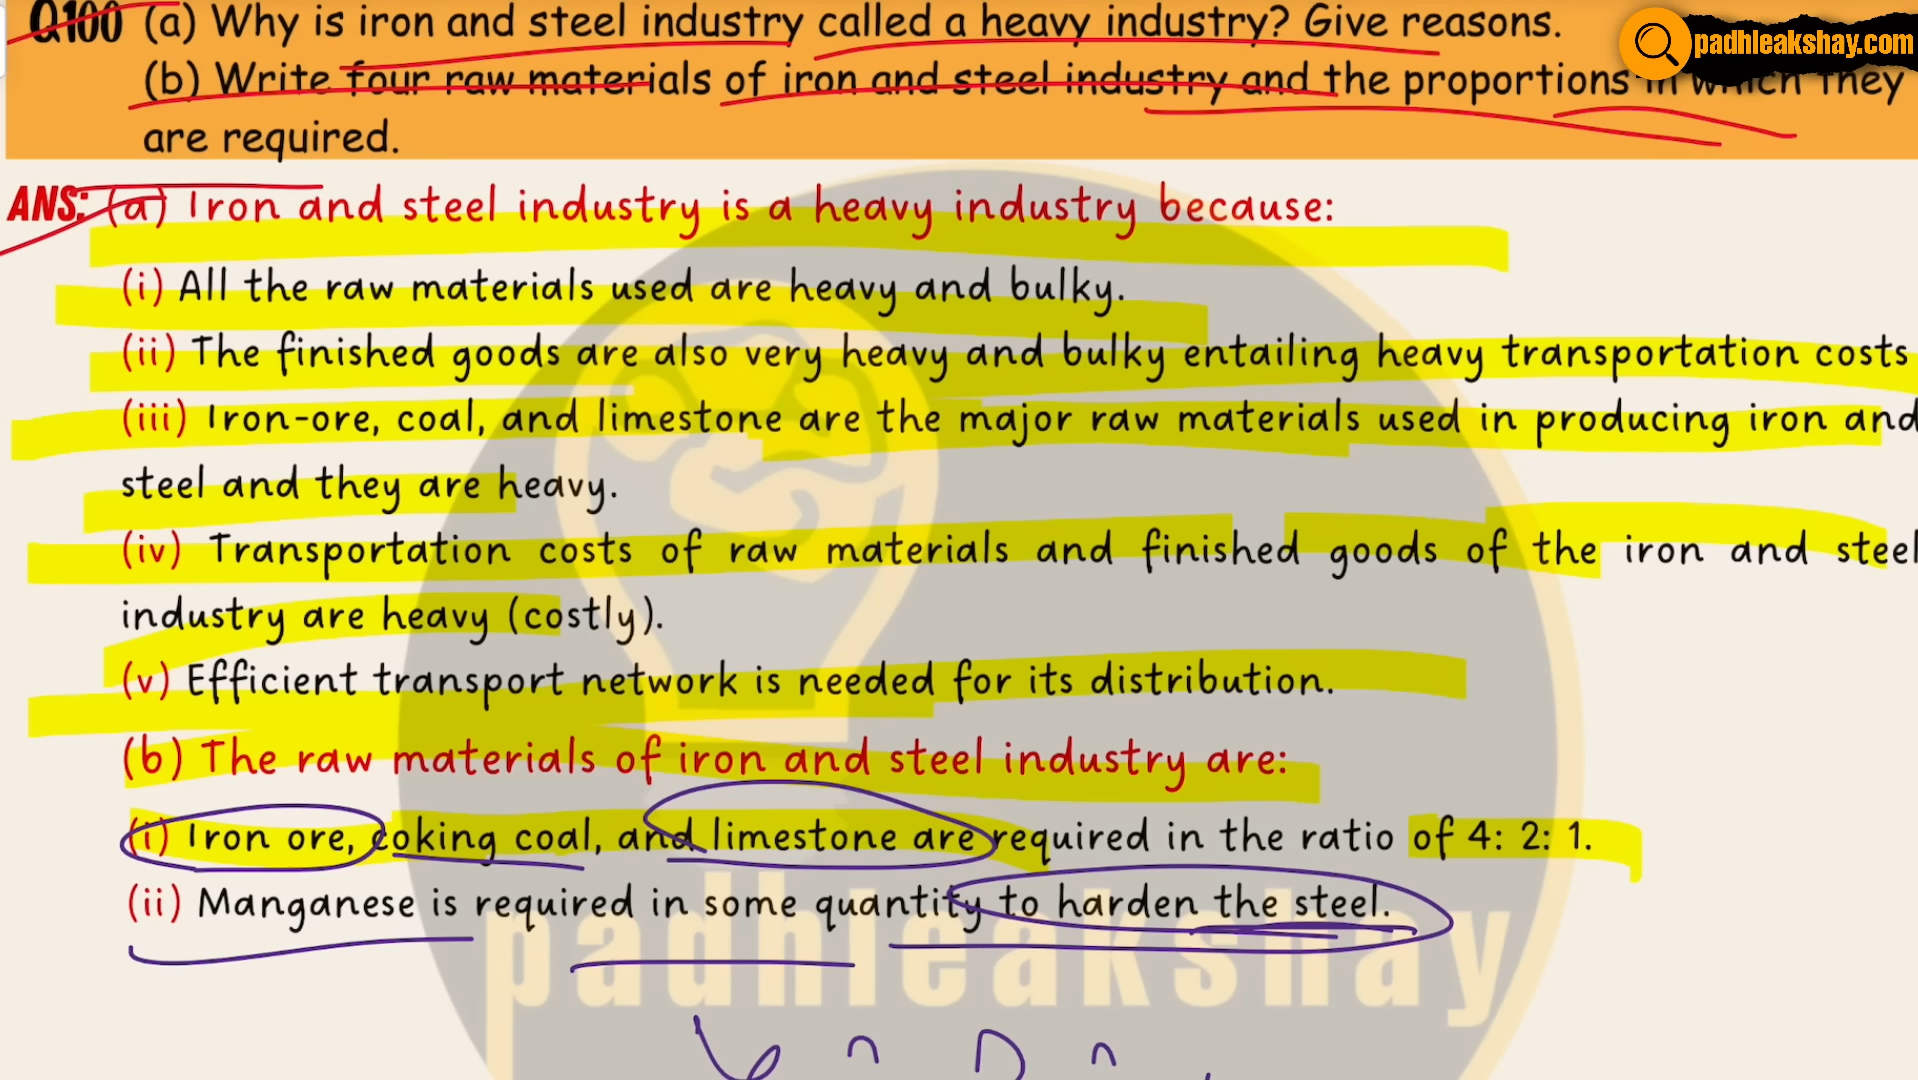 Q100 (a) Why is iron and steel industry called a heavy industry? Give reasons.
padhleakshay.com
(b) Write four raw materials of iron and steel industry and the proportions in which they
are required.
ANS: (a) Iron and steel industry is a heavy industry because:
(i) All the raw materials used are heavy and bulky.
(ii) The finished goods are also very heavy and bulky entailing heavy transportation costs
(iii) Iron-ore, coal, and limestone are the major raw materials used in producing iron and
steel and they are heavy.
(iv) Transportation costs of raw materials and finished goods of the iron and steel
industry are heavy (costly).
(v) Efficient transport network is needed for its distribution.
(b) The raw materials of iron and steel industry are:
(i) Iron ore, coking coal, and limestone are required in the ratio of 4: 2: 1.
(ii) Manganese is required in some quantity to harden the steel.
padhleakshay